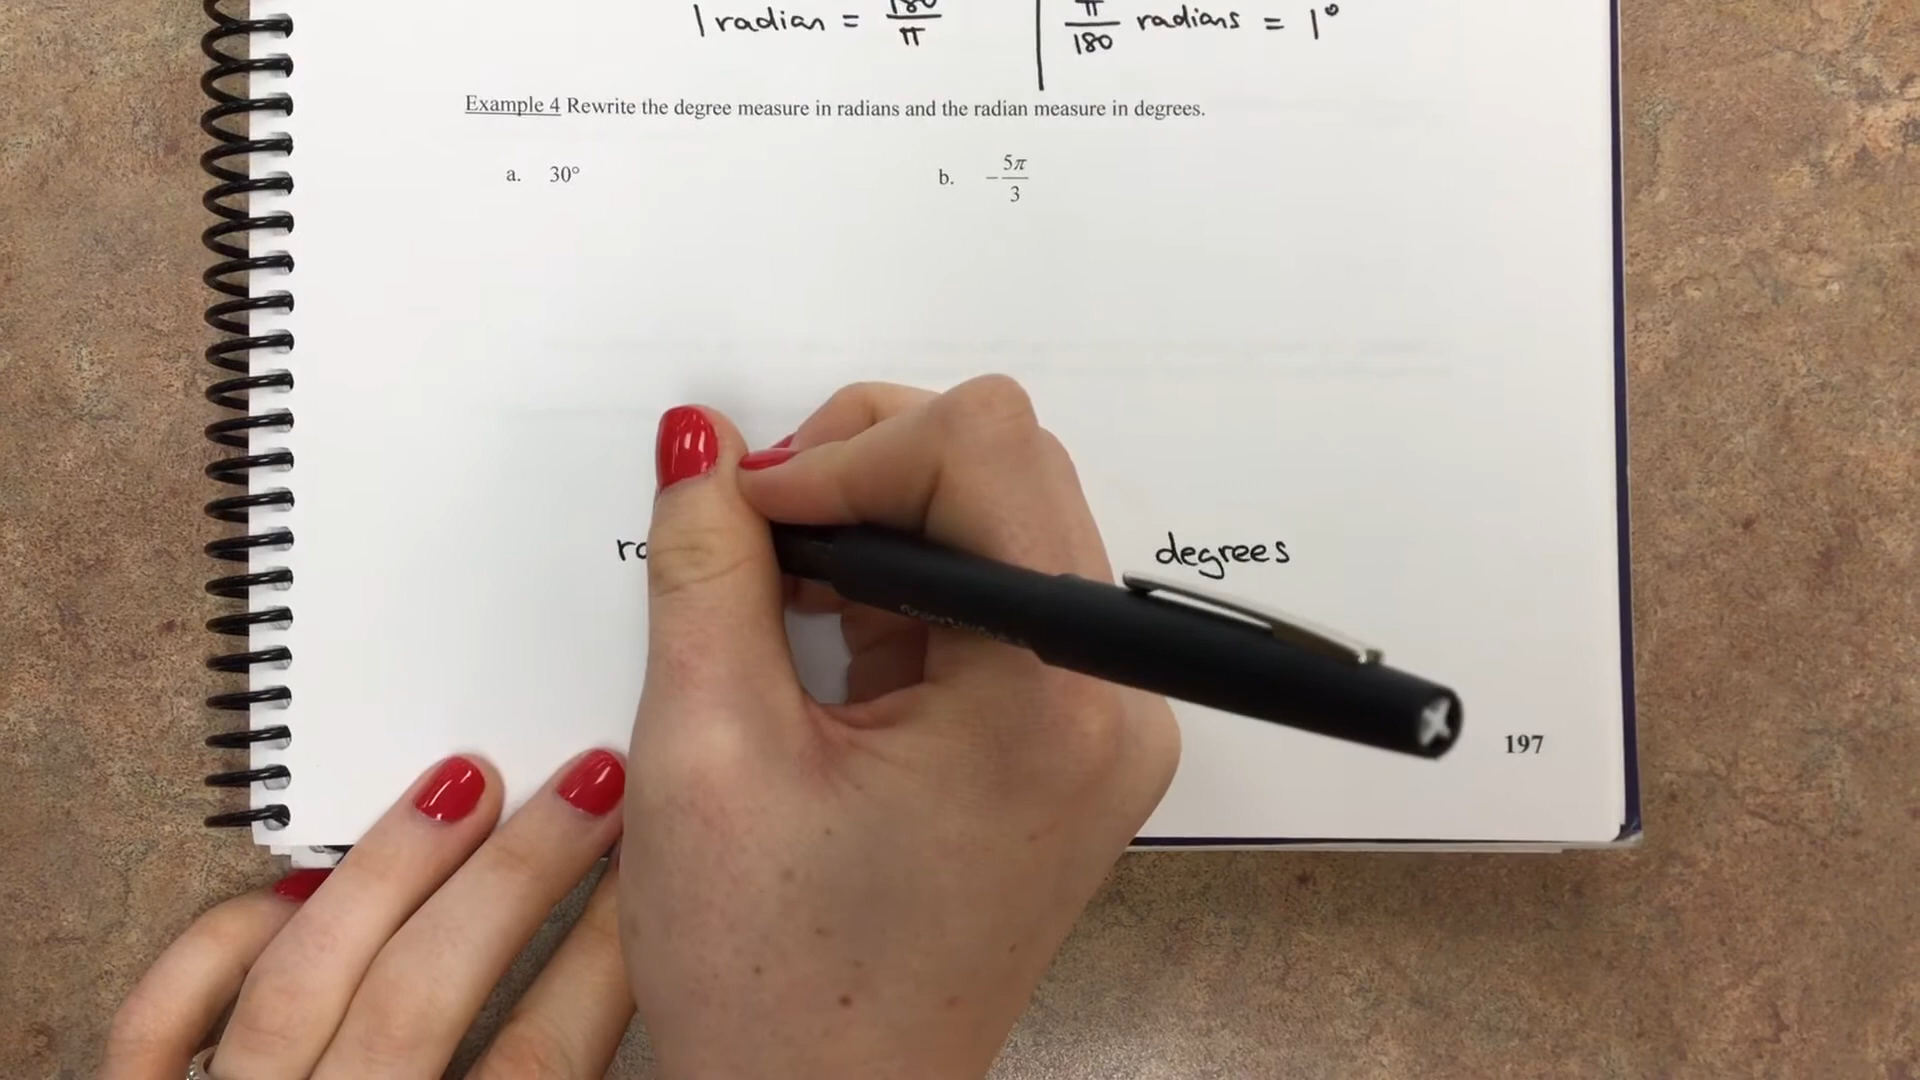 1 radian = 180/π | π/180 radians = 1°
Example 4 Rewrite the degree measure in radians and the radian measure in degrees.
a. 30° b. -5π/3
degrees
197